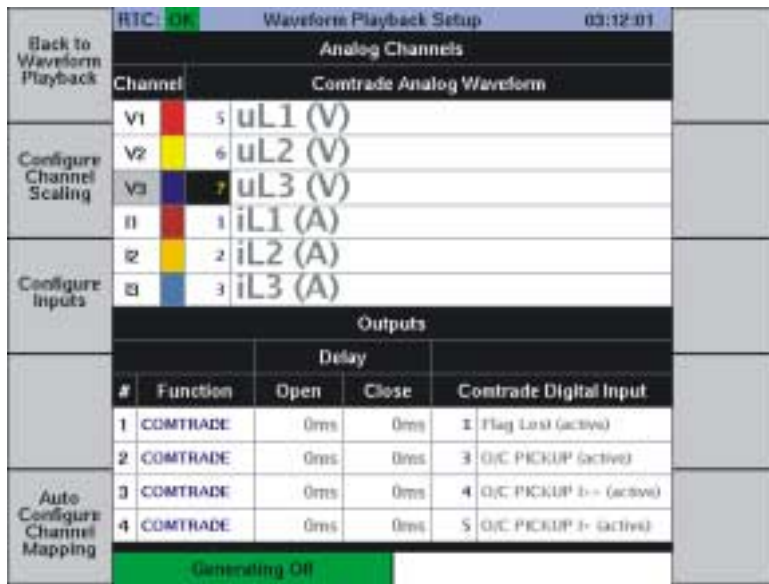 RTC: OK Waveform Playback Setup 03:12:01
Back to
Waveform
Playback
Configure
Channel
Scaling
Configure
Inputs
Auto
Configure
Channel
Mapping
Analog Channels
Channel Comtrade Analog Waveform
V1 5 uL1 (V)
V2 6 uL2 (V)
V3 7 uL3 (V)
I1 1 iL1 (A)
I2 2 iL2 (A)
I3 3 iL3 (A)
Outputs
Delay
# Function Open Close Comtrade Digital Input
1 COMTRADE 0ms 0ms 1 Flag Lost (active)
2 COMTRADE 0ms 0ms 3 O/C PICKUP (active)
3 COMTRADE 0ms 0ms 4 O/C PICKUP I>> (active)
4 COMTRADE 0ms 0ms 5 O/C PICKUP I> (active)
Generating Off